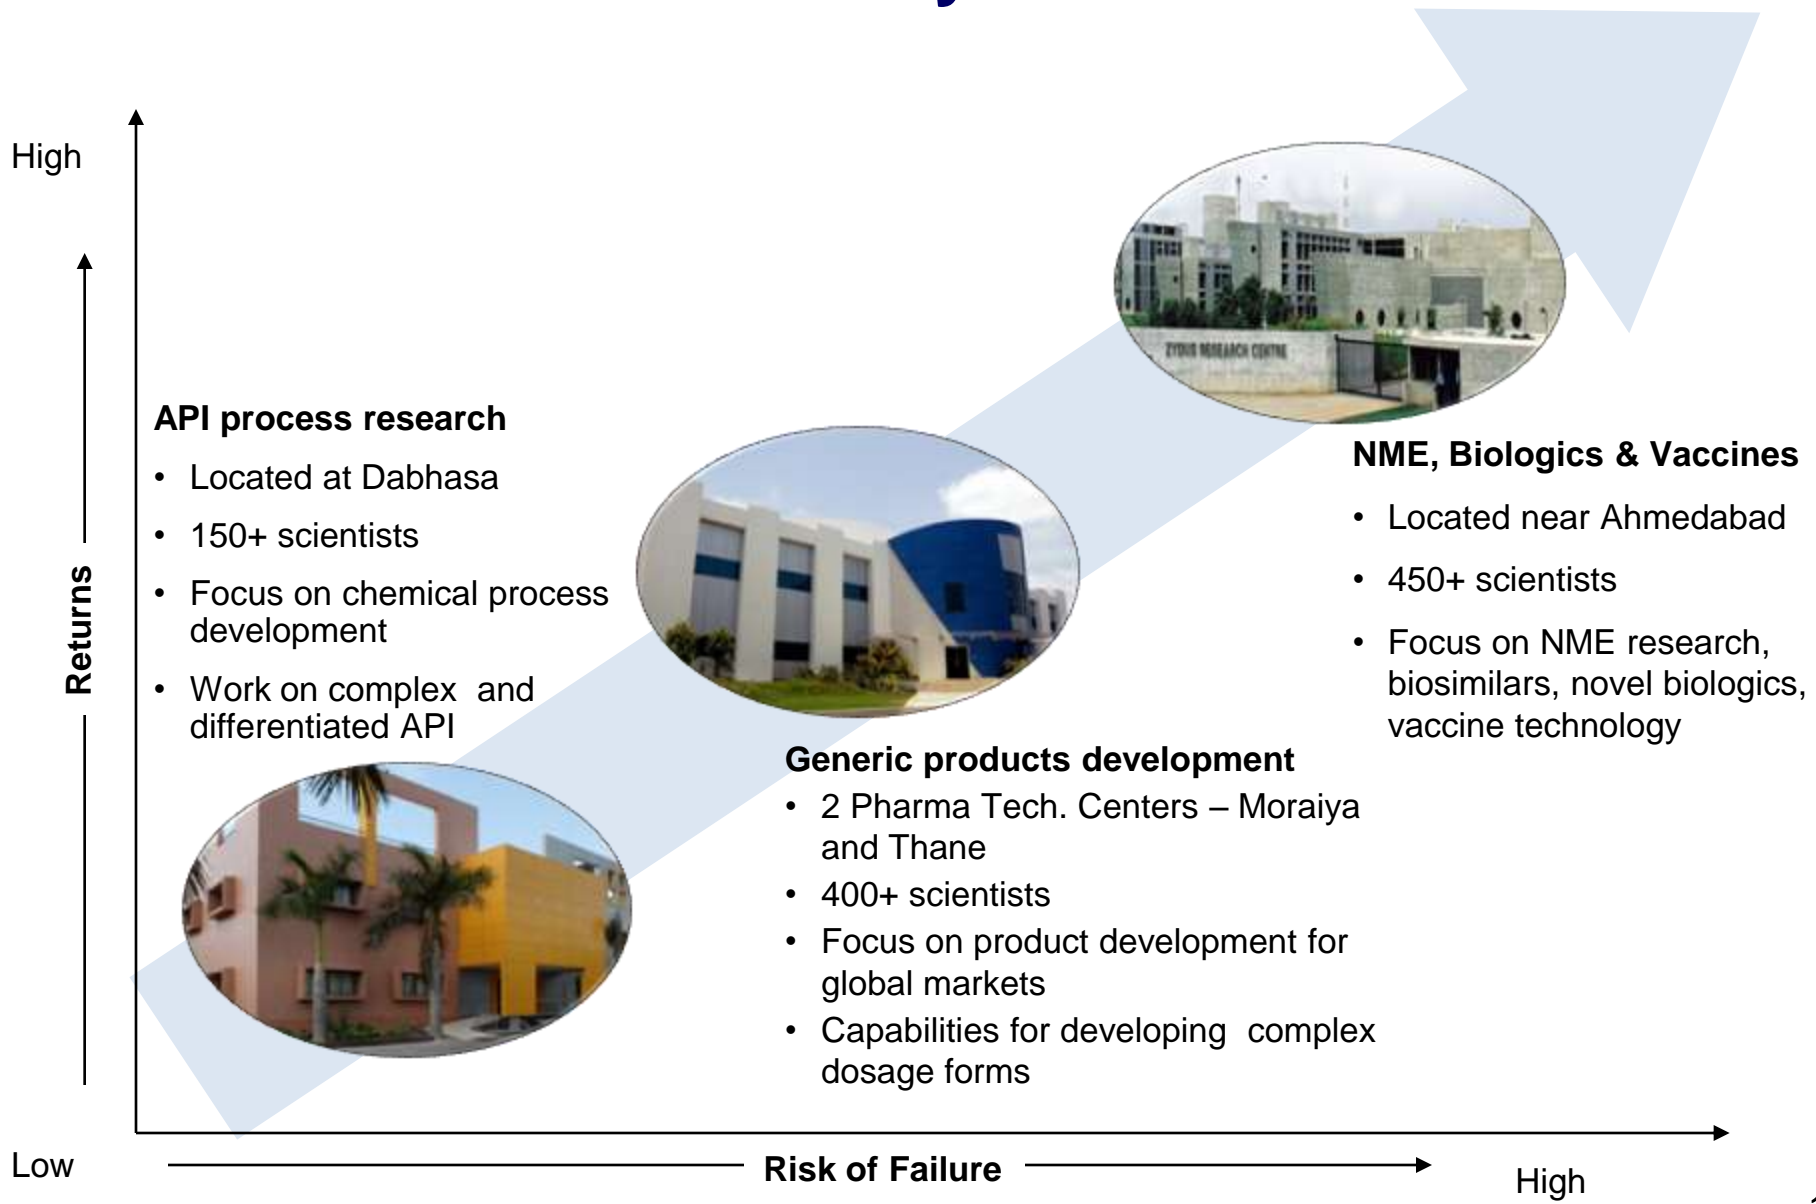 High
Returns
API process research
• Located at Dabhasa
• 150+ scientists
• Focus on chemical process
development
• Work on complex and
differentiated API
ZYDUS RESEARCH CENTRE
NME, Biologics & Vaccines
• Located near Ahmedabad
• 450+ scientists
• Focus on NME research,
biosimilars, novel biologics,
vaccine technology
Generic products development
• 2 Pharma Tech. Centers – Moraiya
and Thane
• 400+ scientists
• Focus on product development for
global markets
• Capabilities for developing complex
dosage forms
Low
Risk of Failure
High